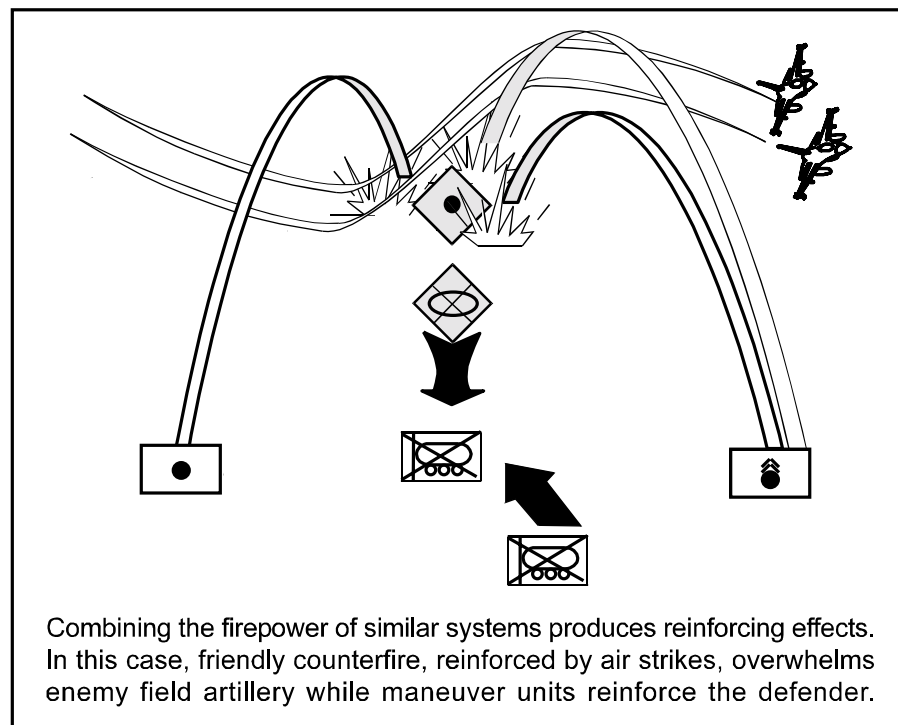 Combining the firepower of similar systems produces reinforcing effects.
In this case, friendly counterfire, reinforced by air strikes, overwhelms
enemy field artillery while maneuver units reinforce the defender.